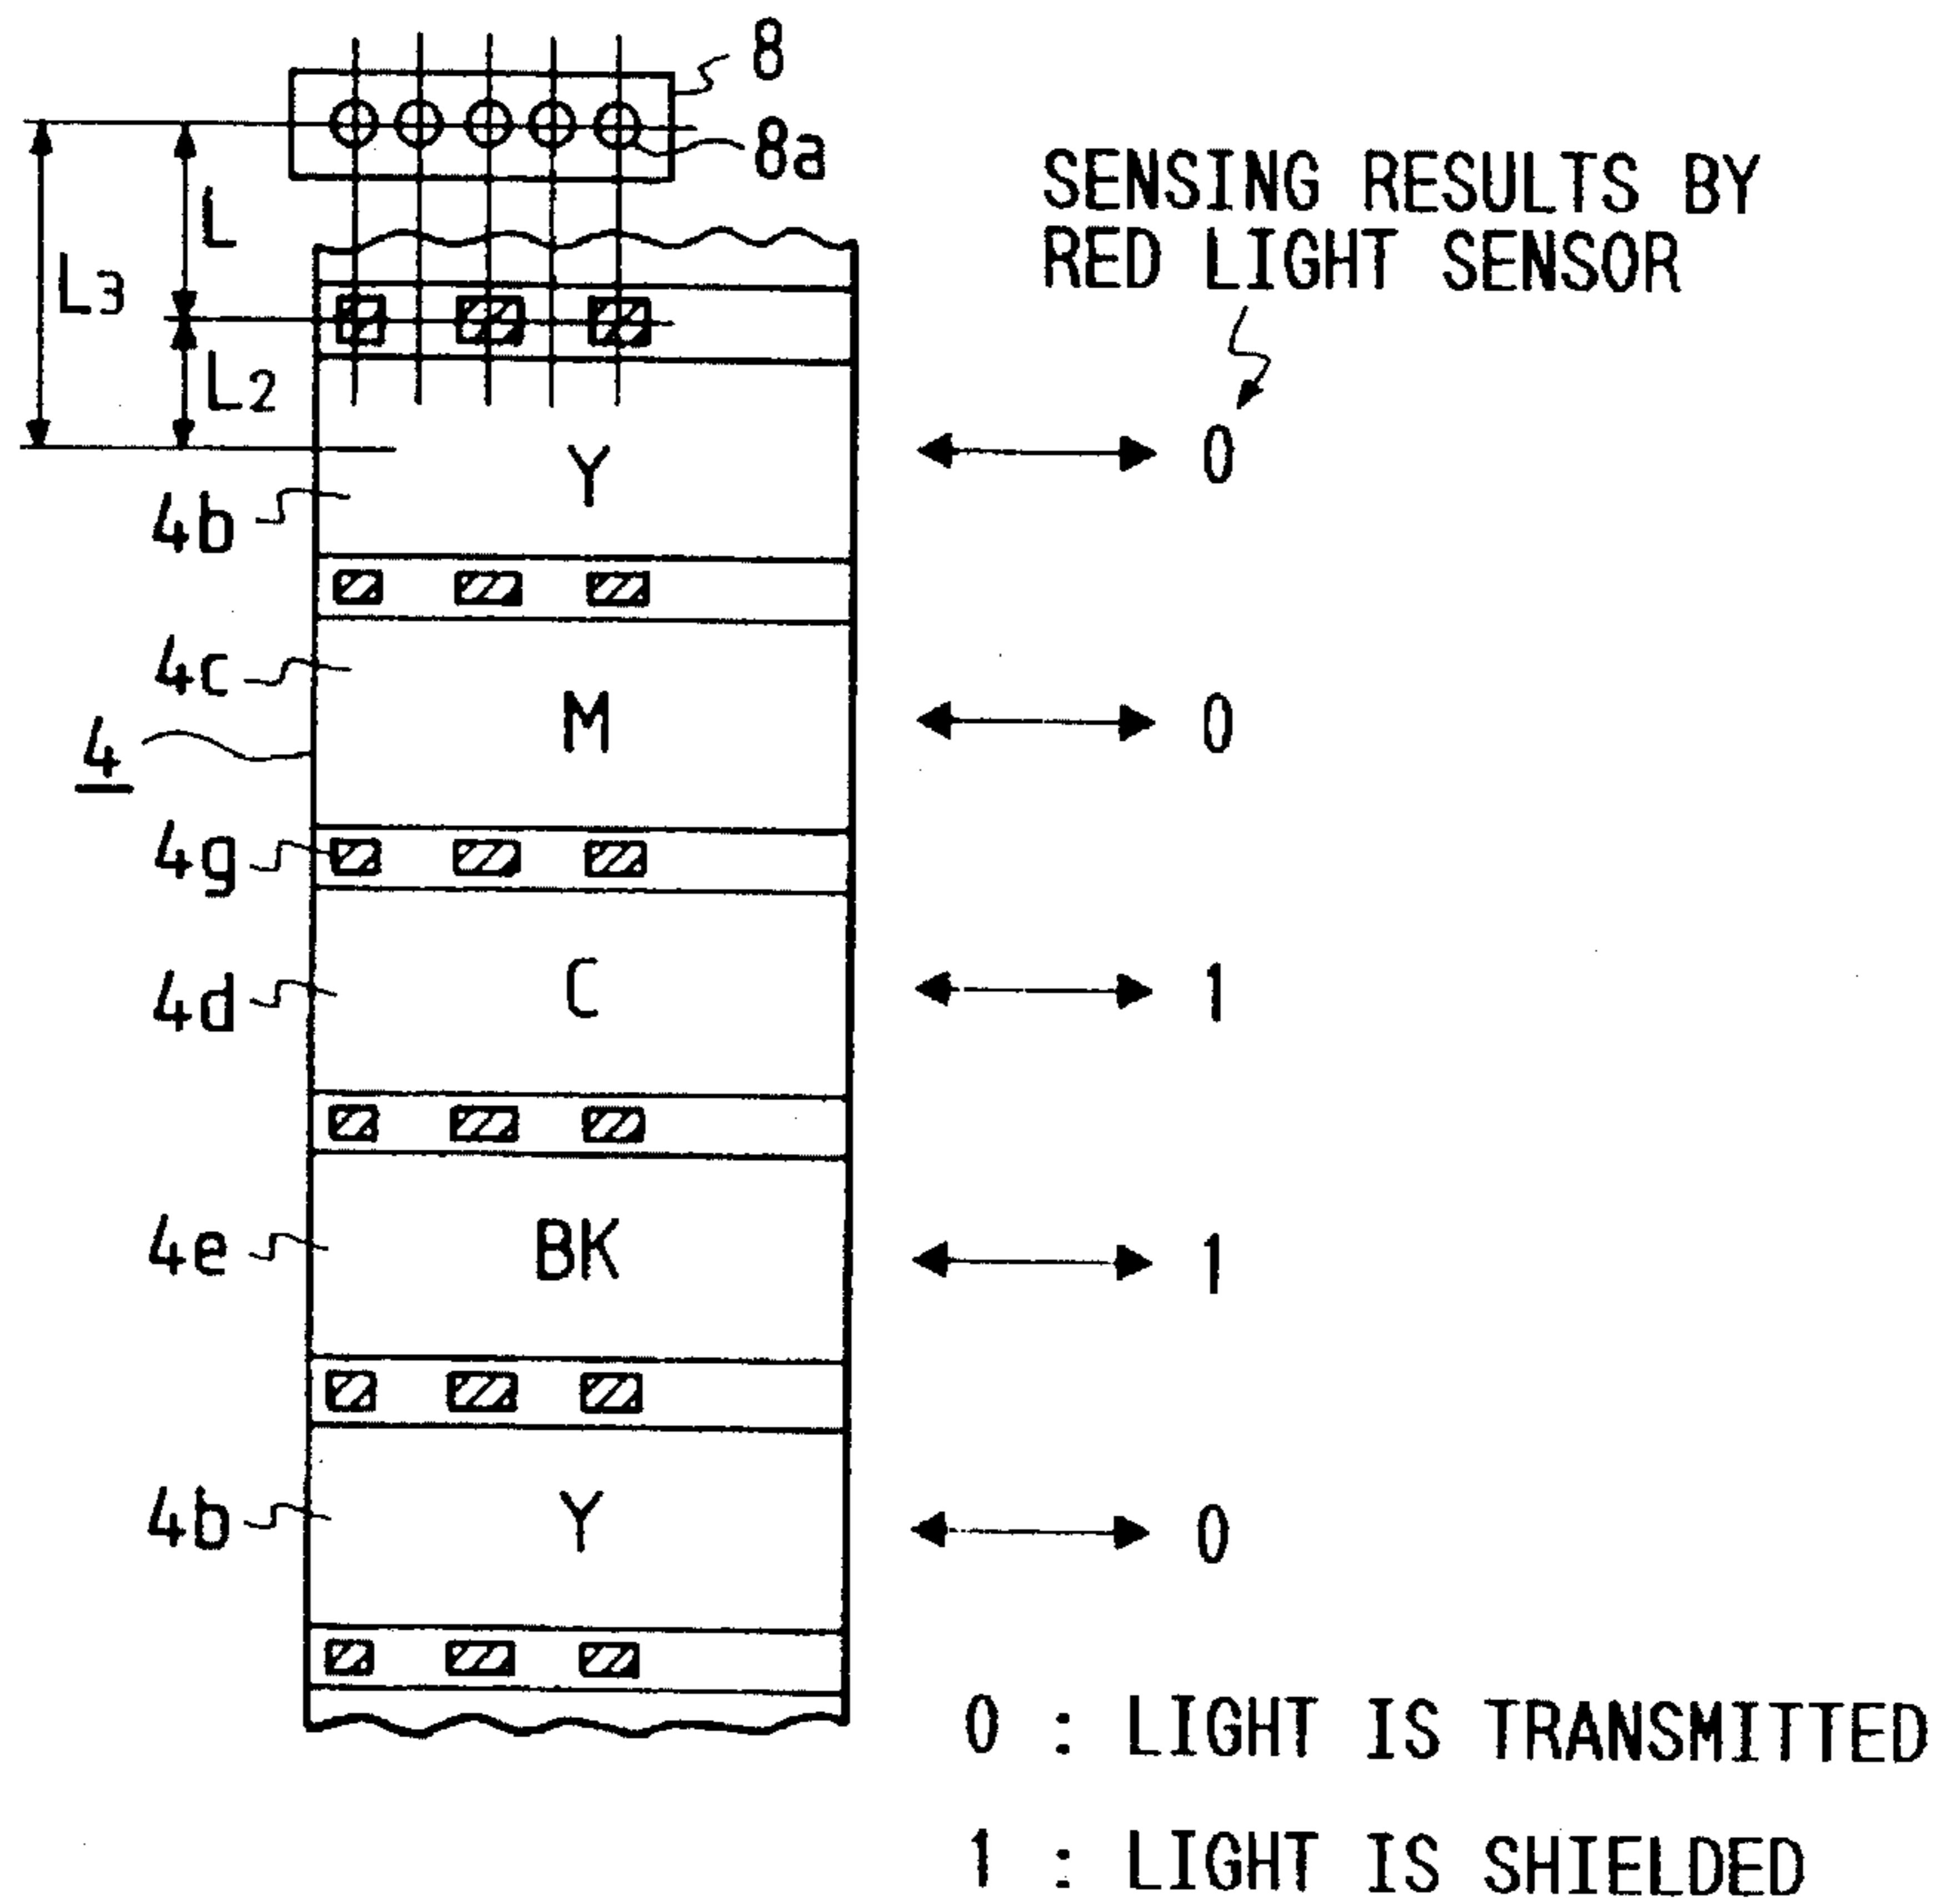 8
8a
SENSING RESULTS BY
RED LIGHT SENSOR
L
L3
L2
Y
0
4b
4c
M
0
4
4g
C
1
4d
4e
BK
1
4b
Y
0
0 : LIGHT IS TRANSMITTED
1 : LIGHT IS SHIELDED